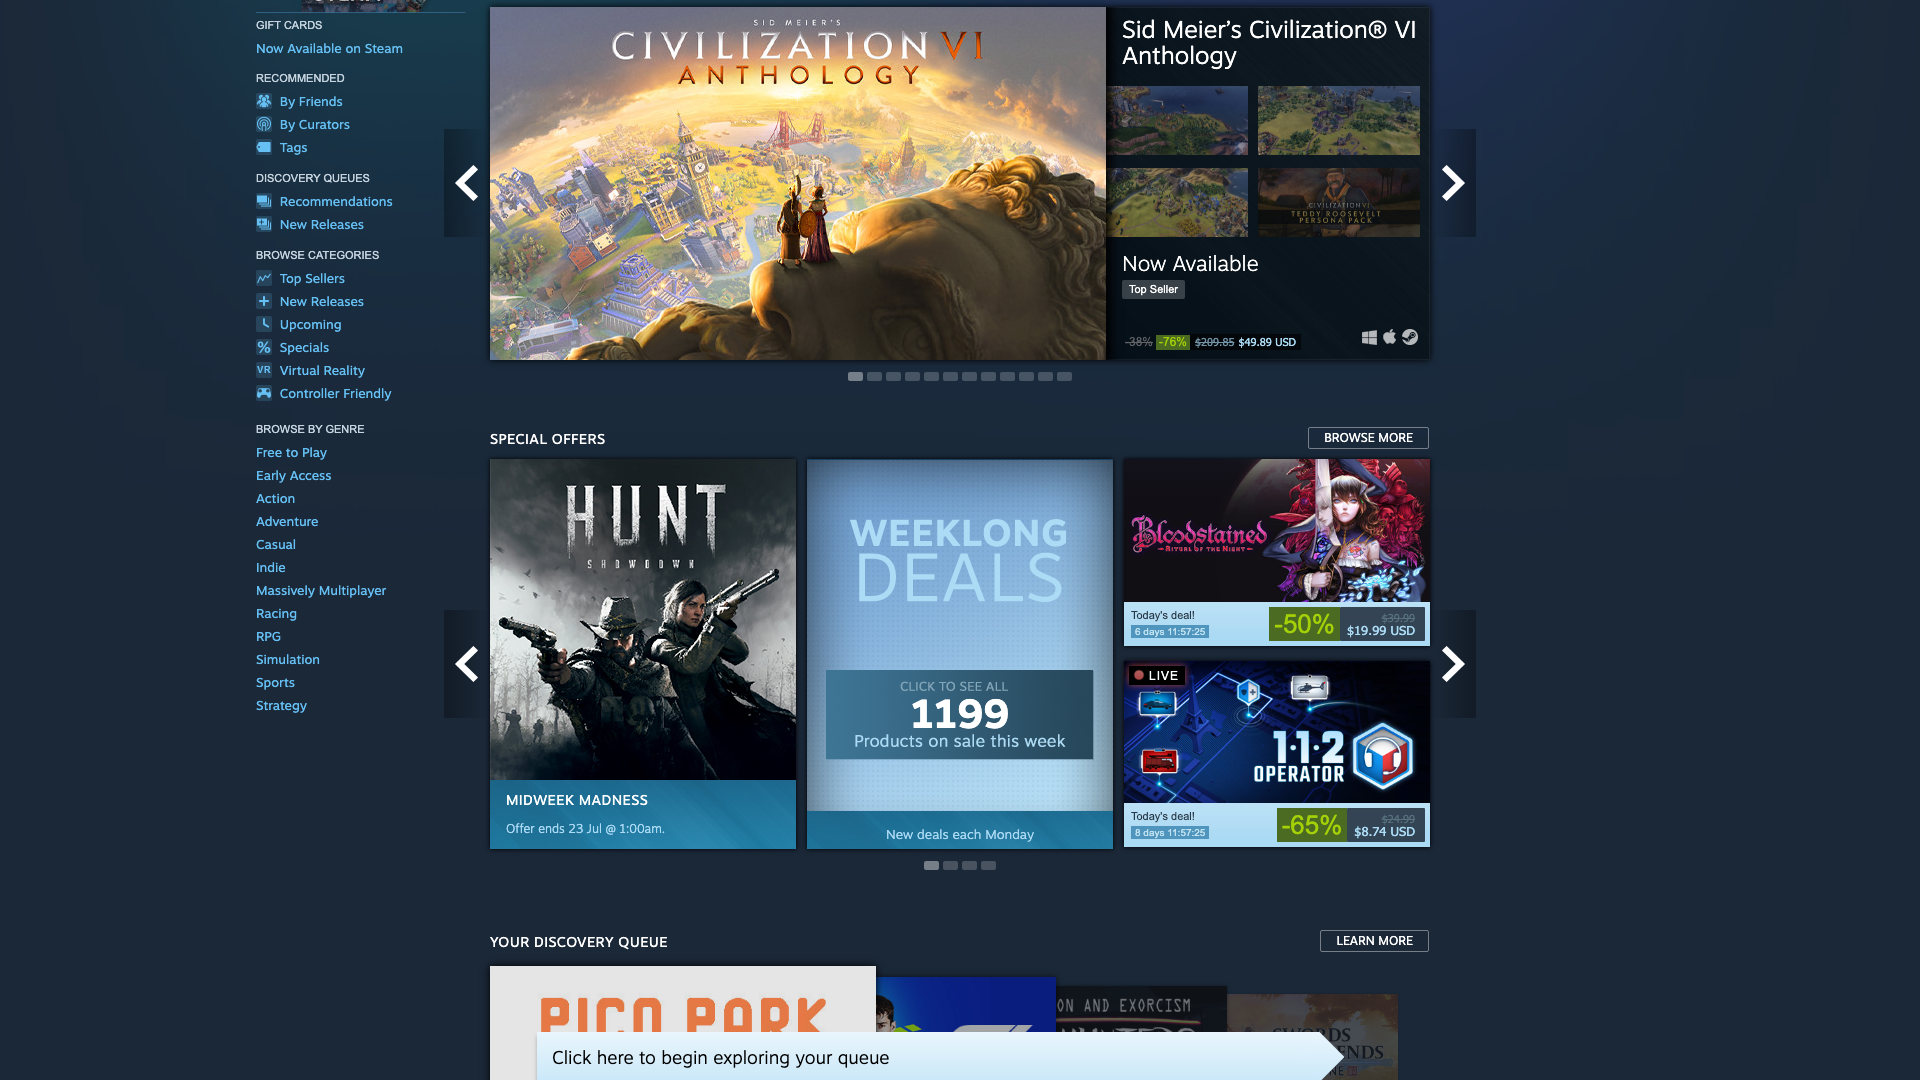 GIFT CARDS
Now Available on Steam
RECOMMENDED
By Friends
By Curators
Tags
DISCOVERY QUEUES
Recommendations
New Releases
BROWSE CATEGORIES
Top Sellers
New Releases
Upcoming
% Specials
VR Virtual Reality
Controller Friendly
BROWSE BY GENRE
Free to Play
Early Access
Action
Adventure
Casual
Indie
Massively Multiplayer
Racing
RPG
Simulation
Sports
Strategy
SID MEIER'S
CIVILIZATION VI
ANTHOLOGY
Sid Meier's Civilization® VI
Anthology
CIVILIZATION VI
TEDDY ROOSEVELT
PERSONA PACK
Now Available
Top Seller
-38% -76% $209.85 $49.89 USD
SPECIAL OFFERS
BROWSE MORE
HUNT
SHOWDOWN
MIDWEEK MADNESS
Offer ends 23 Jul @ 1:00am.
WEEKLONG
DEALS
CLICK TO SEE ALL
1199
Products on sale this week
New deals each Monday
Bloodstained
RITUAL OF THE NIGHT
Today's deal!
6 days 11:57:25
-50%
$39.99
$19.99 USD
LIVE
1·1·2
OPERATOR
Today's deal!
8 days 11:57:25
-65%
$24.99
$8.74 USD
YOUR DISCOVERY QUEUE
LEARN MORE
PICO PARK
ON AND EXORCISM
Click here to begin exploring your queue